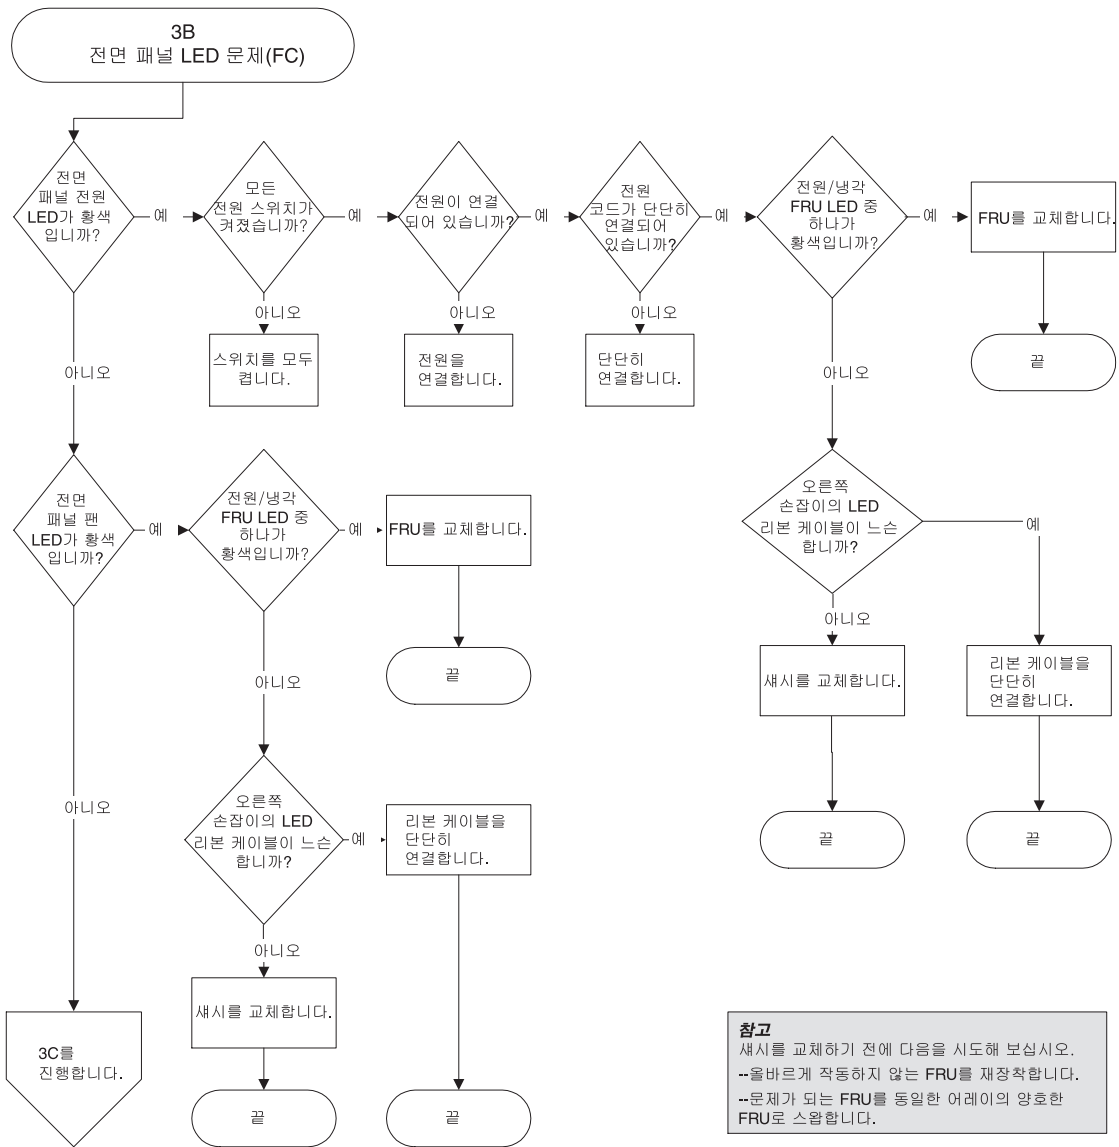 3B
전면 패널 LED 문제(FC)
전면
패널 전원
LED가 황색
입니까?
예
모든
전원 스위치가
켜졌습니까?
예
전원이 연결
되어 있습니까?
예
전원
코드가 단단히
연결되어
있습니까?
예
전원/냉각
FRU LED 중
하나가
황색입니까?
예
FRU를 교체합니다.
아니오
아니오
아니오
스위치를 모두
켭니다.
전원을
연결합니다.
단단히
연결합니다.
끝
아니오
아니오
전면
패널 팬
LED가 황색
입니까?
예
전원/냉각
FRU LED 중
하나가
황색입니까?
예
FRU를 교체합니다.
오른쪽
손잡이의 LED
리본 케이블이 느슨
합니까?
예
아니오
끝
아니오
섀시를 교체합니다.
리본 케이블을
단단히
연결합니다.
아니오
오른쪽
손잡이의 LED
리본 케이블이 느슨
합니까?
예
리본 케이블을
단단히
연결합니다.
끝
끝
아니오
섀시를 교체합니다.
3C를
진행합니다.
끝
끝
참고
섀시를 교체하기 전에 다음을 시도해 보십시오.
--올바르게 작동하지 않는 FRU를 재장착합니다.
--문제가 되는 FRU를 동일한 어레이의 양호한
FRU로 스왑합니다.